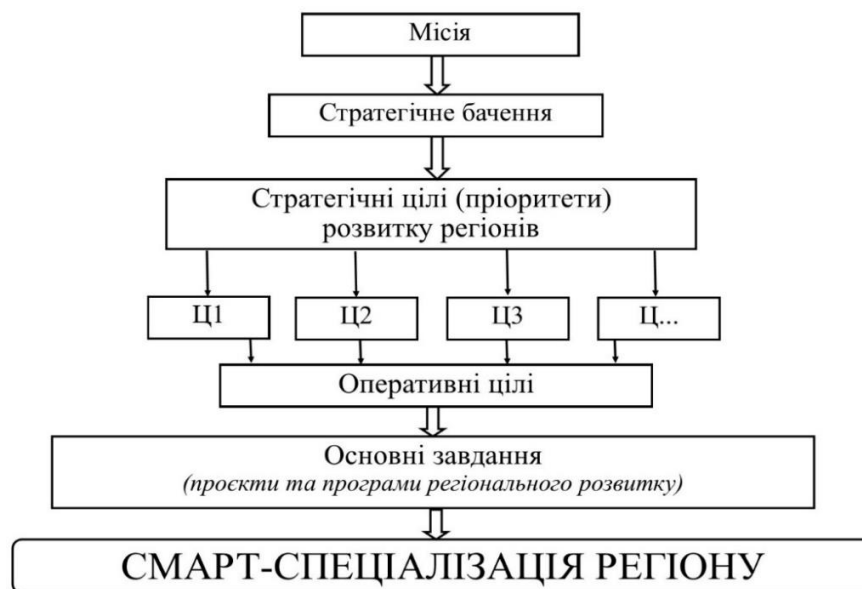 Місія
Стратегічне бачення
Стратегічні цілі (пріоритети)
розвитку регіонів
Ц1
Ц2
Ц3
Ц...
Оперативні цілі
Основні завдання
(проєкти та програми регіонального розвитку)
СМАРТ-СПЕЦІАЛІЗАЦІЯ РЕГІОНУ